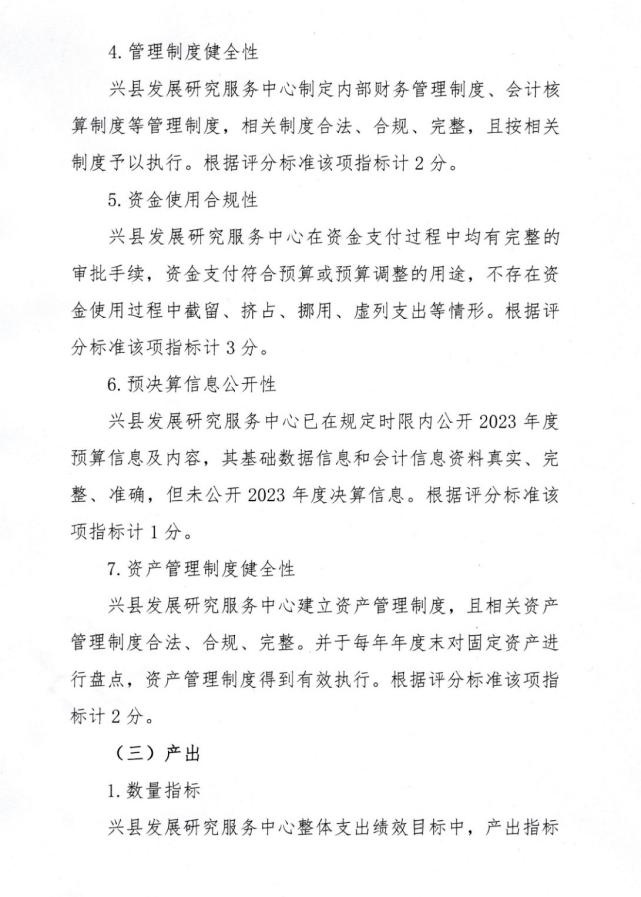 4.管理制度健全性
兴县发展研究服务中心制定内部财务管理制度、会计核
算制度等管理制度，相关制度合法、合规、完整，且按相关
制度予以执行。根据评分标准该项指标计2分。
5.资金使用合规性
兴县发展研究服务中心在资金支付过程中均有完整的
审批手续，资金支付符合预算或预算调整的用途，不存在资
金使用过程中截留、挤占、挪用、虚列支出等情形。根据评
分标准该项指标计3分。
6.预决算信息公开性
兴县发展研究服务中心已在规定时限内公开2023年度
预算信息及内容，其基础数据信息和会计信息资料真实、完
整、准确，但未公开2023年度决算信息。根据评分标准该
项指标计1分。
7.资产管理制度健全性
兴县发展研究服务中心建立资产管理制度，且相关资产
管理制度合法、合规、完整。并于每年年度末对固定资产进
行盘点，资产管理制度得到有效执行。根据评分标准该项指
标计2分。
（三）产出
1.数量指标
兴县发展研究服务中心整体支出绩效目标中，产出指标